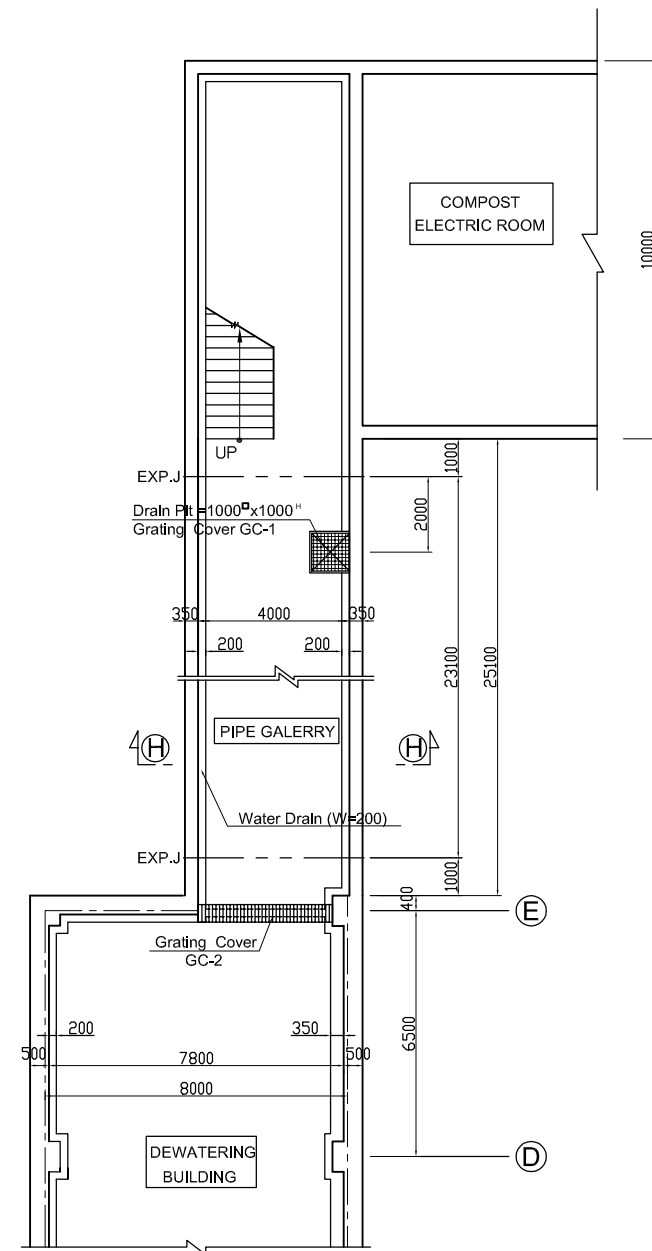 COMPOST
ELECTRIC ROOM
10000
UP
1000
EXP.J
Drain Pit =1000□x1000H
Grating Cover GC-1
2000
350
4000
350
200
200
23100
25100
PIPE GALERRY
H
H
Water Drain (W=200)
EXP.J
1000
400
E
Grating Cover
GC-2
200
350
6500
500
7800
500
8000
DEWATERING
BUILDING
D